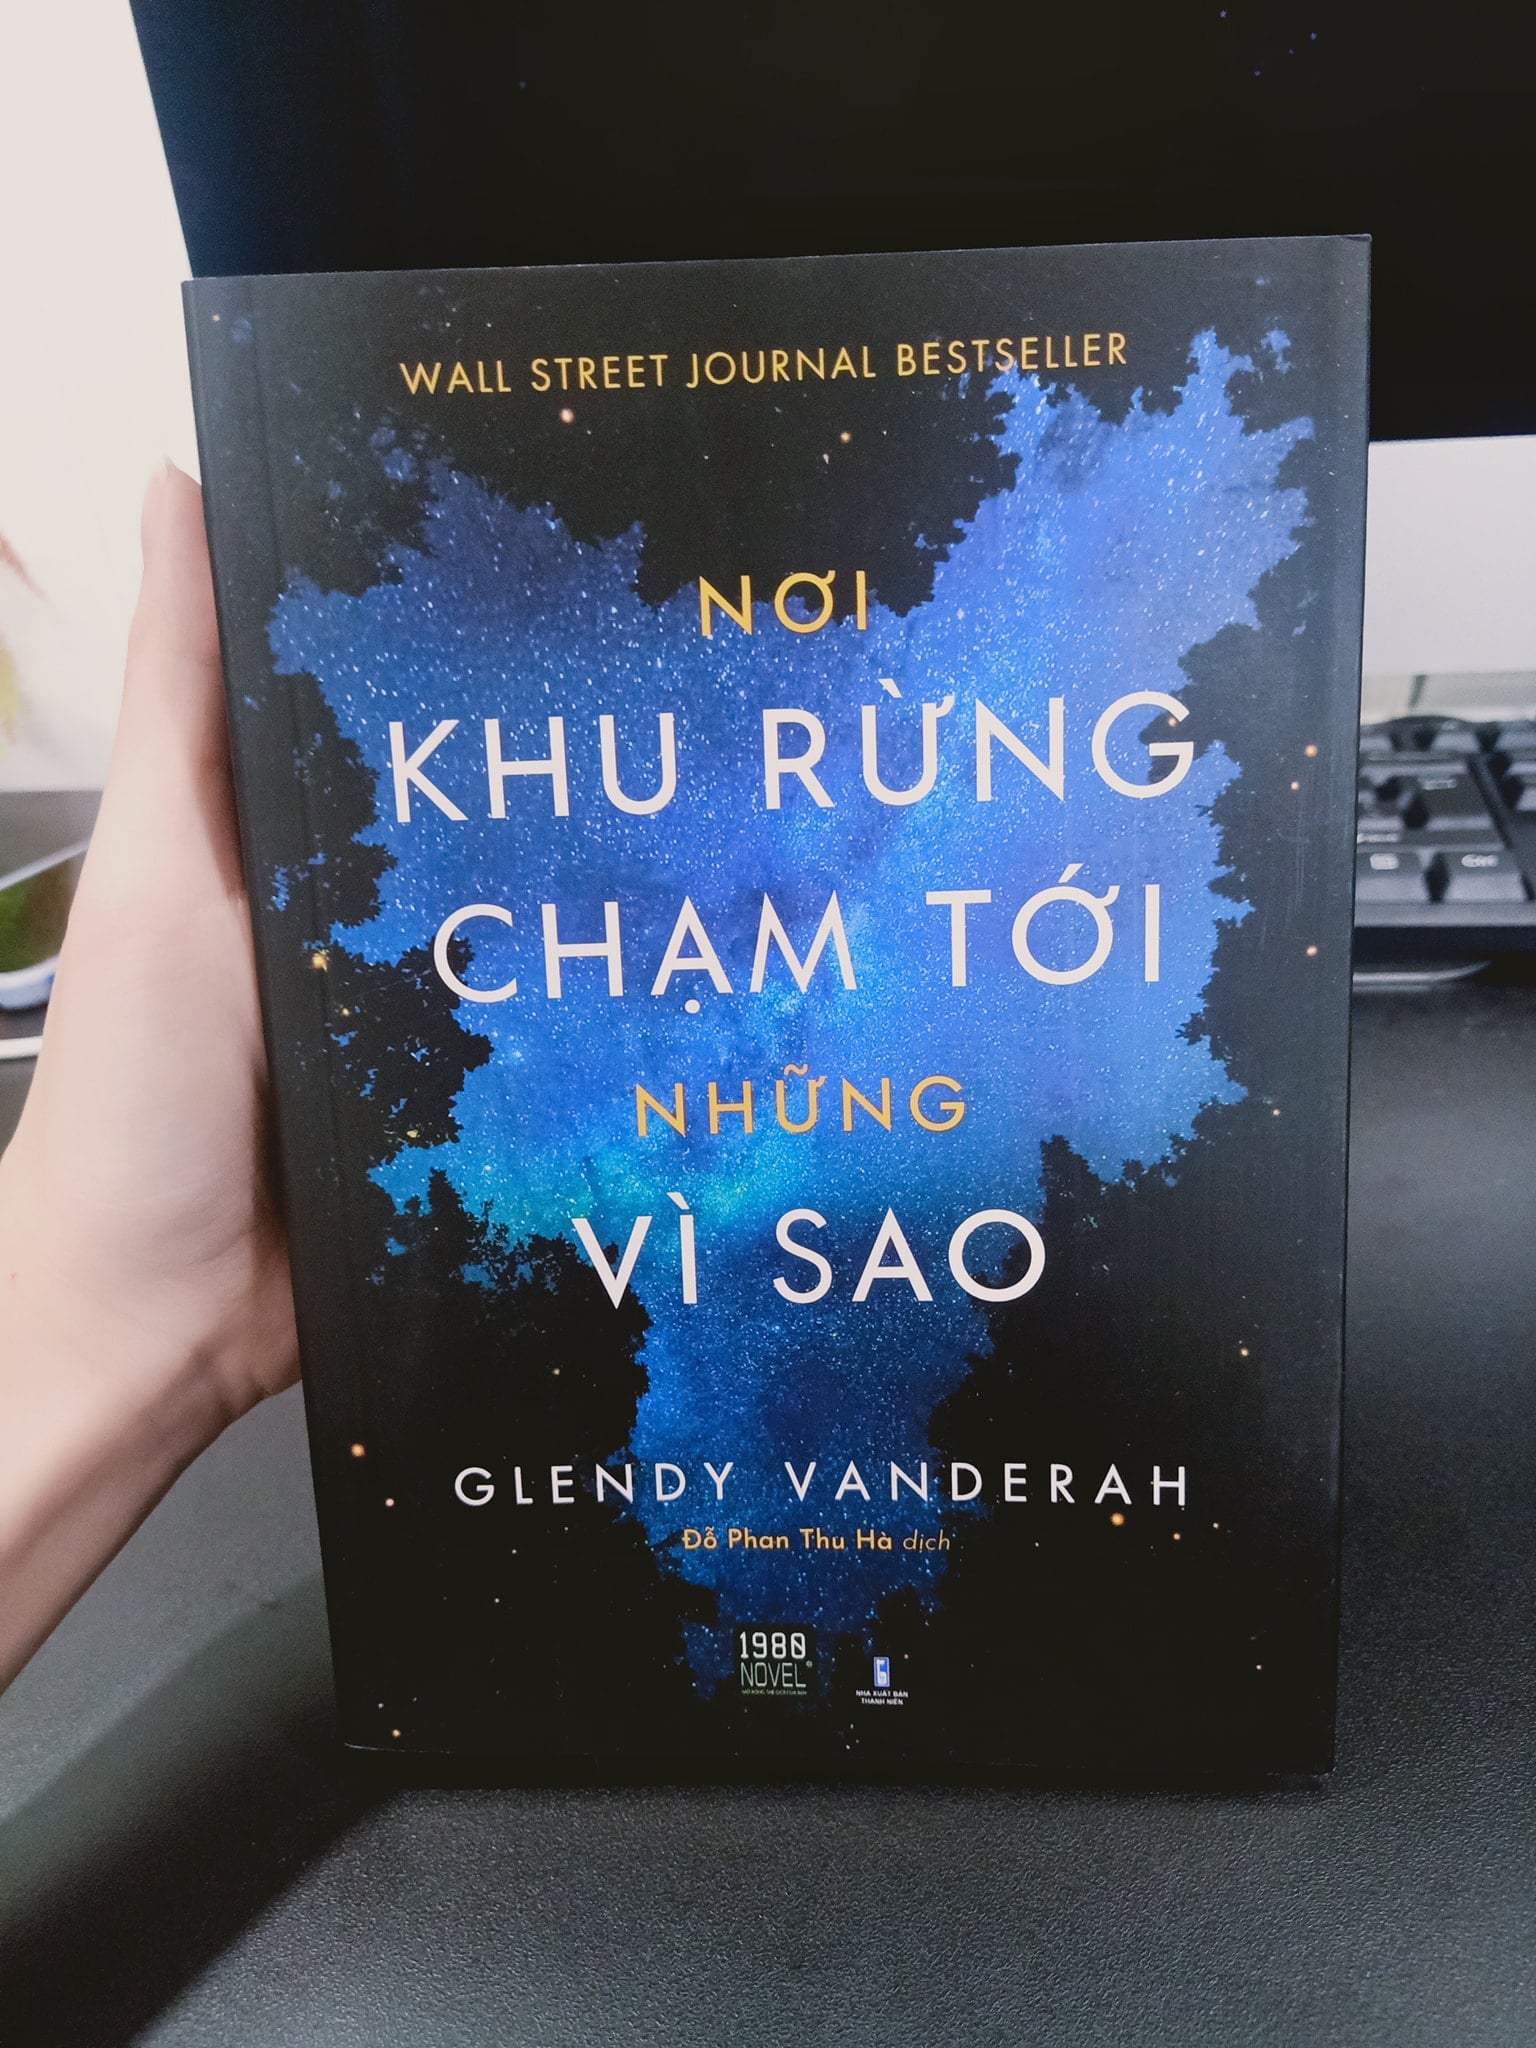 WALL STREET JOURNAL BESTSELLER
NƠI
KHU RỪNG
CHẠM TỚI
NHỮNG
VÌ SAO
GLENDY VANDERAH
Đỗ Phan Thu Hà dịch
1980
NOVEL
NHÀ XUẤT BẢN
THANH NIÊN